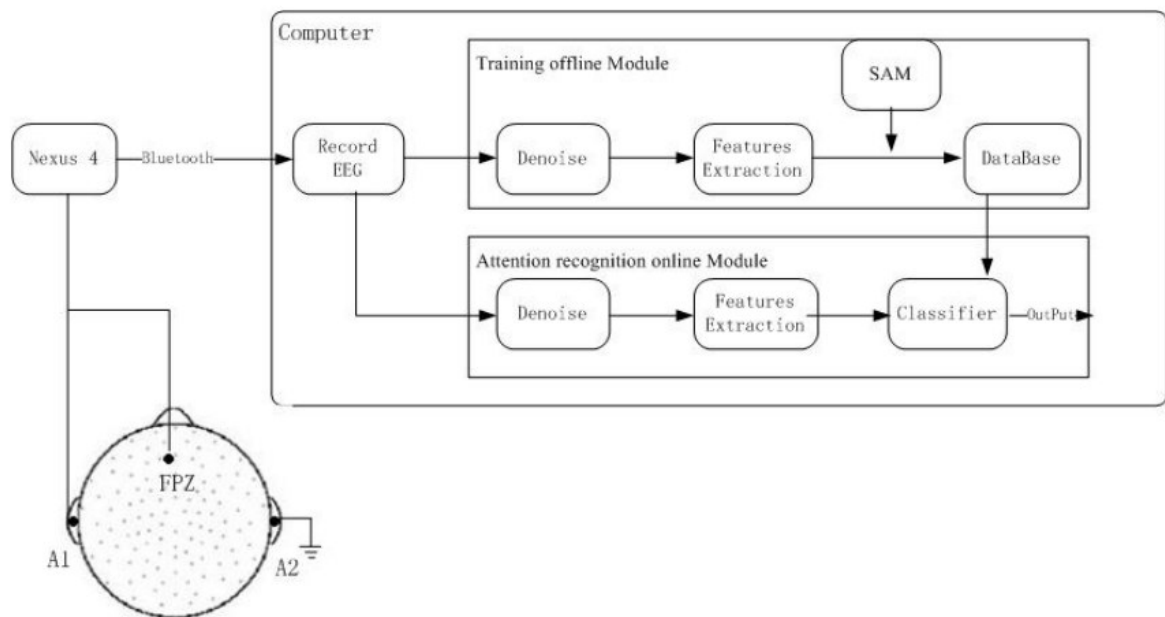 Computer
Training offline Module
SAM
Nexus 4
Bluetooth
Record
EEG
Denoise
Features
Extraction
DataBase
Attention recognition online Module
Denoise
Features
Extraction
Classifier
OutPut
FPZ
A1
A2